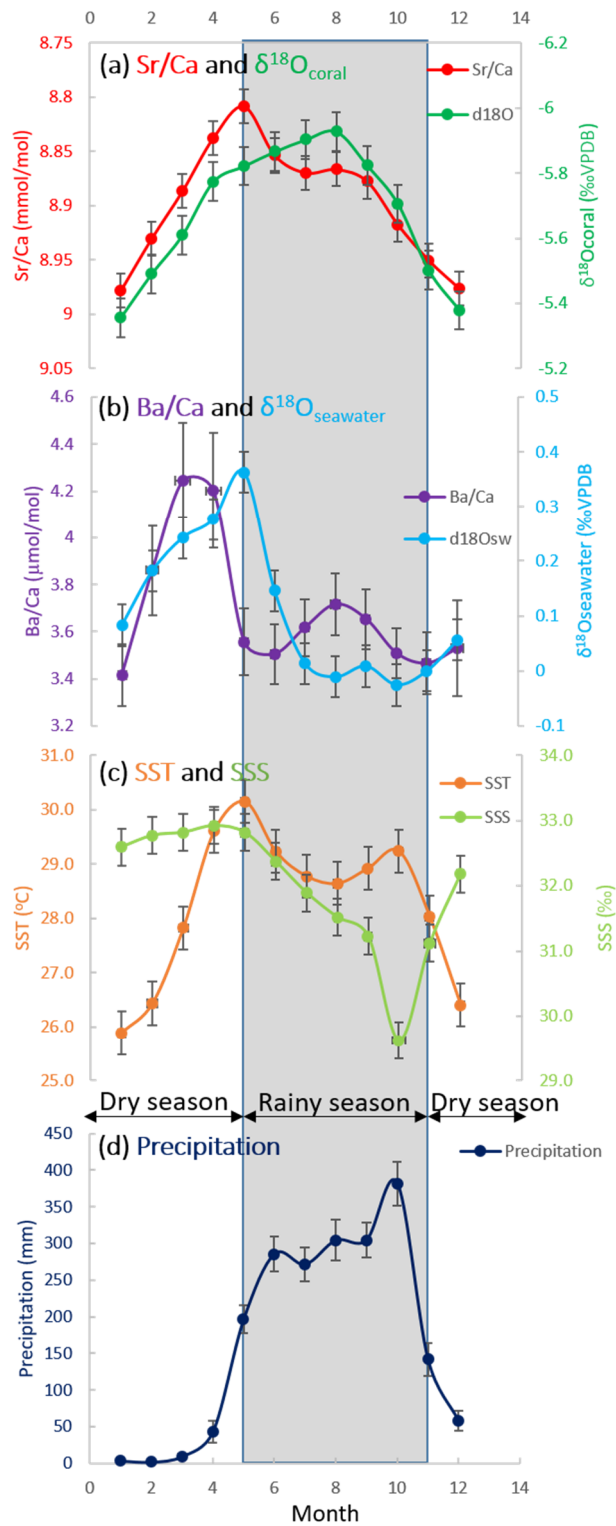 0 2 4 6 8 10 12 14
(a) Sr/Ca and δ18Ocoral
Sr/Ca
d18O
8.75
8.8
8.85
8.9
8.95
9
9.05
Sr/Ca (mmol/mol)
-6.2
-6
-5.8
-5.6
-5.4
-5.2
δ18Ocoral (‰VPDB)
(b) Ba/Ca and δ18Oseawater
Ba/Ca
d18Osw
4.6
4.4
4.2
4
3.8
3.6
3.4
3.2
Ba/Ca (µmol/mol)
0.5
0.4
0.3
0.2
0.1
0
-0.1
δ18Oseawater (‰VPDB)
(c) SST and SSS
SST
SSS
31.0
30.0
29.0
28.0
27.0
26.0
25.0
SST (oC)
34.0
33.0
32.0
31.0
30.0
29.0
SSS (‰)
Dry season Rainy season Dry season
(d) Precipitation
Precipitation
450
400
350
300
250
200
150
100
50
0
Precipitation (mm)
0 2 4 6 8 10 12 14
Month